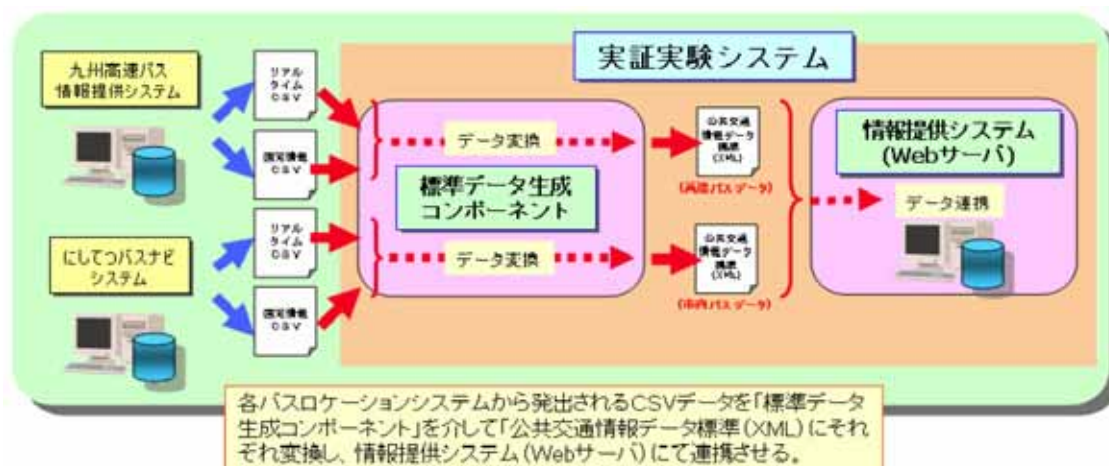 実証実験システム
九州高速バス
情報提供システム
リアル
タイム
CSV
固定情報
CSV
にしてつバスナビ
システム
リアル
タイム
CSV
固定情報
CSV
データ変換
標準データ生成
コンポーネント
データ変換
公共交通
情報データ
標準
(XML)
(高速バスデータ)
公共交通
情報データ
標準
(XML)
(市内バスデータ)
情報提供システム
(Webサーバ)
データ連携
各バスロケーションシステムから発出されるCSVデータを「標準データ
生成コンポーネント」を介して「公共交通情報データ標準(XML)にそれ
ぞれ変換し、情報提供システム(Webサーバ)にて連携させる。